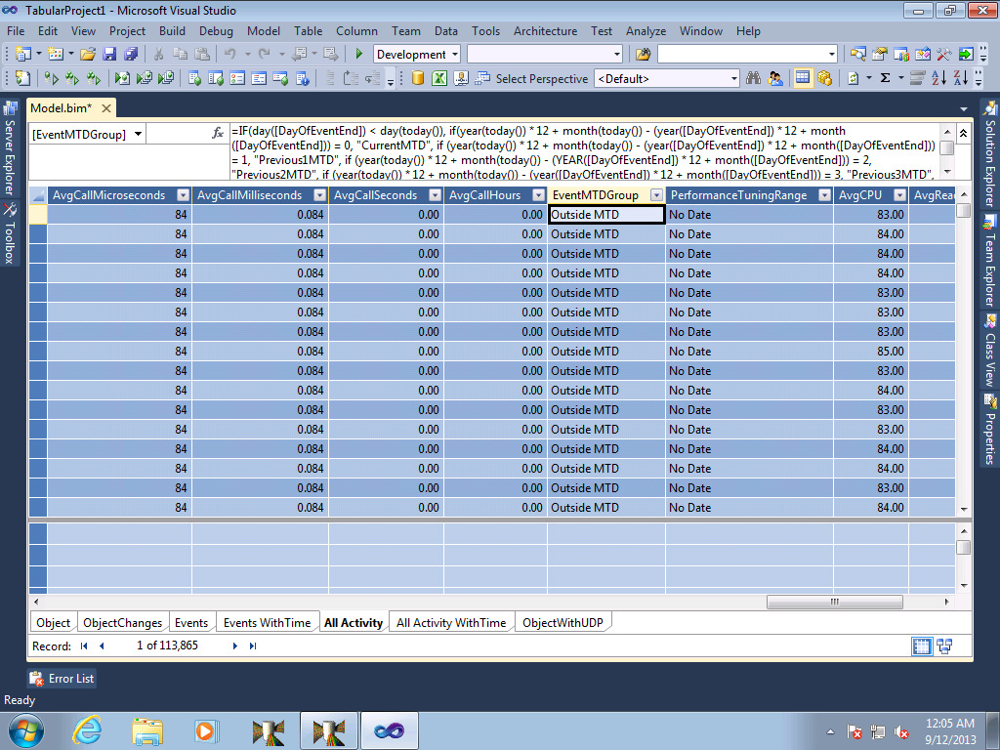 TabularProject1 - Microsoft Visual Studio
File Edit View Project Build Debug Model Table Column Team Data Tools Architecture Test Analyze Window Help
Development
Select Perspective <Default>
Server Explorer
Toolbox
Model.bim*
[EventMTDGroup] fx =IF(day([DayOfEventEnd]) < day(today()), if(year(today()) * 12 + month(today()) - (year([DayOfEventEnd]) * 12 + month
([DayOfEventEnd])) = 0, "CurrentMTD", if (year(today()) * 12 + month(today()) - (year([DayOfEventEnd]) * 12 + month([DayOfEventEnd]))
= 1, "Previous1MTD", if (year(today()) * 12 + month(today()) - (YEAR([DayOfEventEnd]) * 12 + month([DayOfEventEnd])) = 2,
"Previous2MTD", if (year(today()) * 12 + month(today()) - (year([DayOfEventEnd]) * 12 + month([DayOfEventEnd])) = 3, "Previous3MTD",
AvgCallMicroseconds AvgCallMilliseconds AvgCallSeconds AvgCallHours EventMTDGroup PerformanceTuningRange AvgCPU AvgRead
84 0.084 0.00 0.00 Outside MTD No Date 83.00
84 0.084 0.00 0.00 Outside MTD No Date 84.00
84 0.084 0.00 0.00 Outside MTD No Date 84.00
84 0.084 0.00 0.00 Outside MTD No Date 84.00
84 0.084 0.00 0.00 Outside MTD No Date 83.00
84 0.084 0.00 0.00 Outside MTD No Date 83.00
84 0.084 0.00 0.00 Outside MTD No Date 83.00
84 0.084 0.00 0.00 Outside MTD No Date 85.00
84 0.084 0.00 0.00 Outside MTD No Date 83.00
84 0.084 0.00 0.00 Outside MTD No Date 84.00
84 0.084 0.00 0.00 Outside MTD No Date 83.00
84 0.084 0.00 0.00 Outside MTD No Date 83.00
84 0.084 0.00 0.00 Outside MTD No Date 84.00
84 0.084 0.00 0.00 Outside MTD No Date 84.00
84 0.084 0.00 0.00 Outside MTD No Date 83.00
84 0.084 0.00 0.00 Outside MTD No Date 84.00
Solution Explorer
Team Explorer
Class View
Properties
Object ObjectChanges Events Events WithTime All Activity All Activity WithTime ObjectWithUDP
Record: 1 of 113,865
Error List
Ready
12:05 AM
9/12/2013